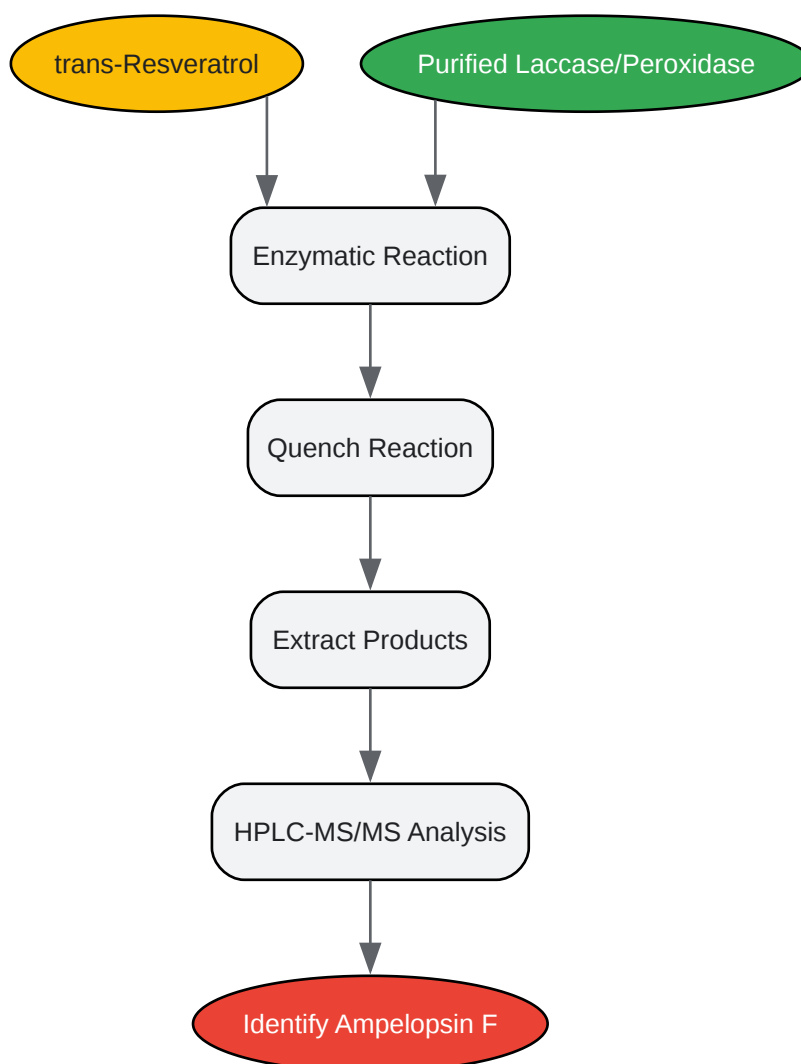 trans-Resveratrol
Purified Laccase/Peroxidase
Enzymatic Reaction
Quench Reaction
Extract Products
HPLC-MS/MS Analysis
Identify Ampelopsin F